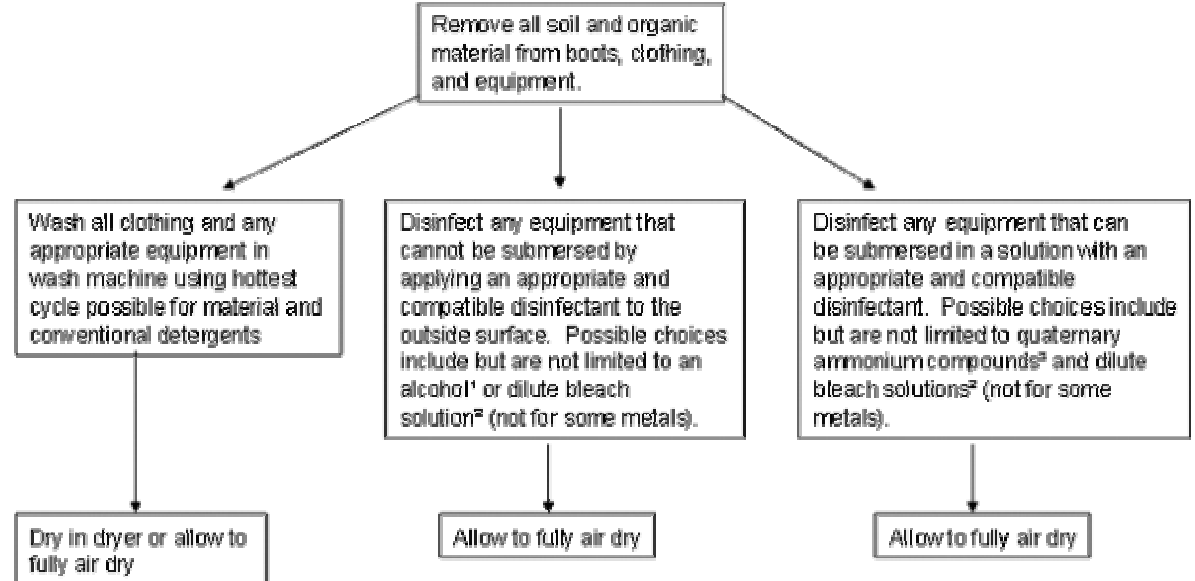 Remove all soil and organic
material from boots, clothing,
and equipment.
Wash all clothing and any
appropriate equipment in
wash machine using hottest
cycle possible for material and
conventional detergents
Disinfect any equipment that
cannot be submersed by
applying an appropriate and
compatible disinfectant to the
outside surface. Possible choices
include but are not limited to an
alcohol¹ or dilute bleach
solution² (not for some metals).
Disinfect any equipment that can
be submersed in a solution with an
appropriate and compatible
disinfectant. Possible choices include
but are not limited to quaternary
ammonium compounds³ and dilute
bleach solutions² (not for some
metals).
Dry in dryer or allow to
fully air dry
Allow to fully air dry
Allow to fully air dry